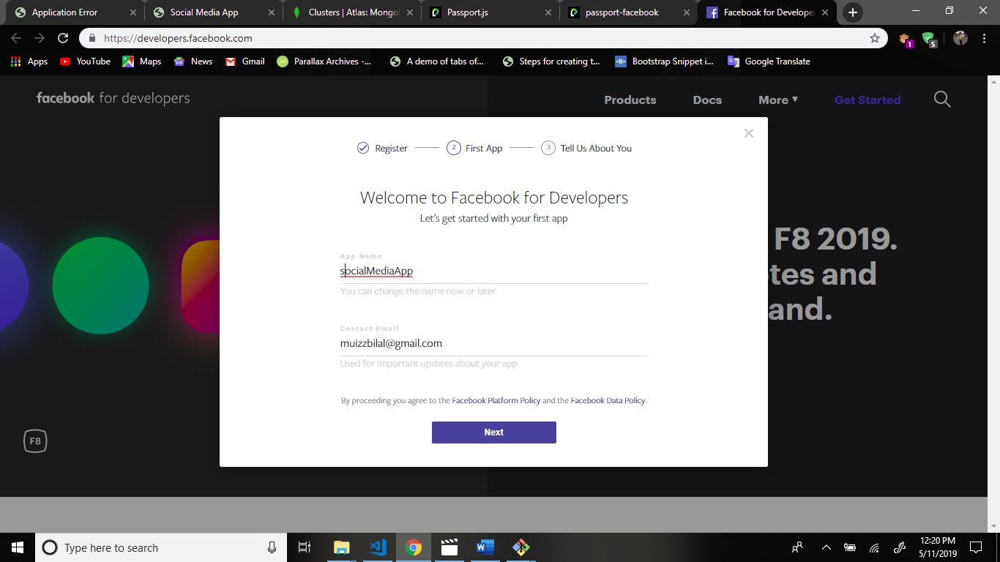 Application Error
Social Media App
Clusters | Atlas: Mongo
Passport.js
passport-facebook
Facebook for Developer
https://developers.facebook.com
1
5
Apps
YouTube
Maps
News
Gmail
Parallax Archives -...
A demo of tabs of...
Steps for creating t...
Bootstrap Snippet i...
Google Translate
facebook for developers
Products
Docs
More
Get Started
Register
2 First App
3 Tell Us About You
Welcome to Facebook for Developers
Let's get started with your first app
App Name
socialMediaApp
You can change the name now or later
Contact Email
muizzbilal@gmail.com
Used for important updates about your app
By proceeding you agree to the Facebook Platform Policy and the Facebook Data Policy.
Next
F8 2019.
tes and
and.
F8
Type here to search
12:20 PM
5/11/2019